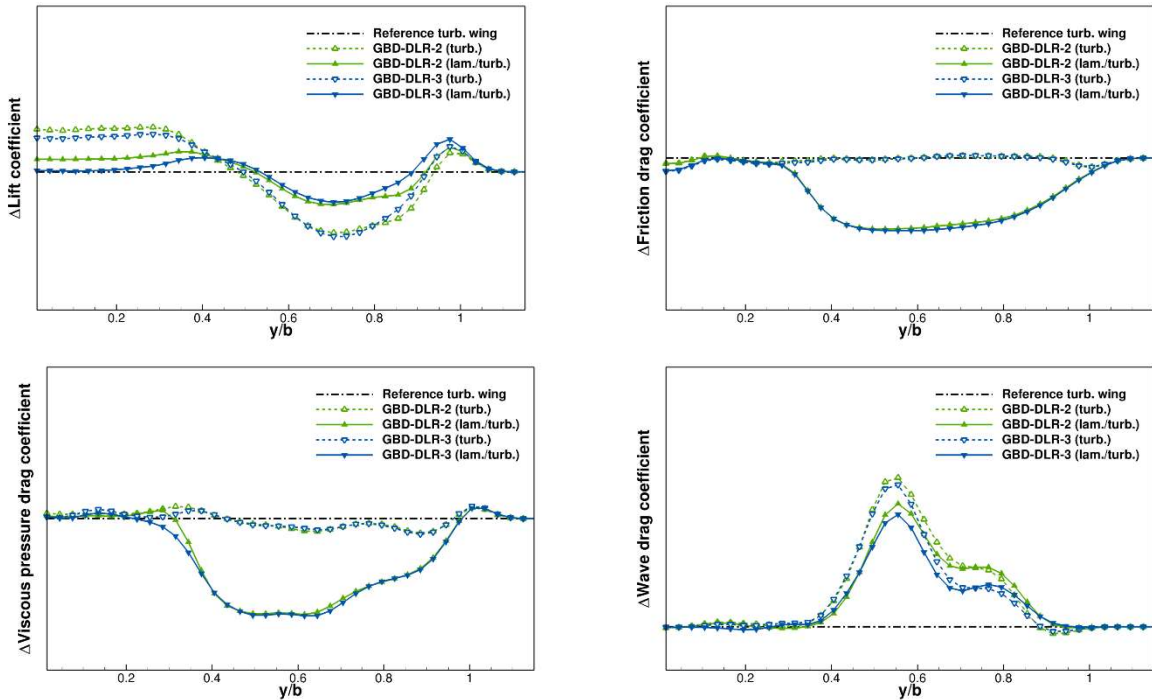 ΔLift coefficient
Reference turb. wing
GBD-DLR-2 (turb.)
GBD-DLR-2 (lam./turb.)
GBD-DLR-3 (turb.)
GBD-DLR-3 (lam./turb.)
0.2 0.4 0.6 0.8 1
y/b
ΔFriction drag coefficient
Reference turb. wing
GBD-DLR-2 (turb.)
GBD-DLR-2 (lam./turb.)
GBD-DLR-3 (turb.)
GBD-DLR-3 (lam./turb.)
0.2 0.4 0.6 0.8 1
y/b
ΔViscous pressure drag coefficient
Reference turb. wing
GBD-DLR-2 (turb.)
GBD-DLR-2 (lam./turb.)
GBD-DLR-3 (turb.)
GBD-DLR-3 (lam./turb.)
0.2 0.4 0.6 0.8 1
y/b
ΔWave drag coefficient
Reference turb. wing
GBD-DLR-2 (turb.)
GBD-DLR-2 (lam./turb.)
GBD-DLR-3 (turb.)
GBD-DLR-3 (lam./turb.)
0.2 0.4 0.6 0.8 1
y/b